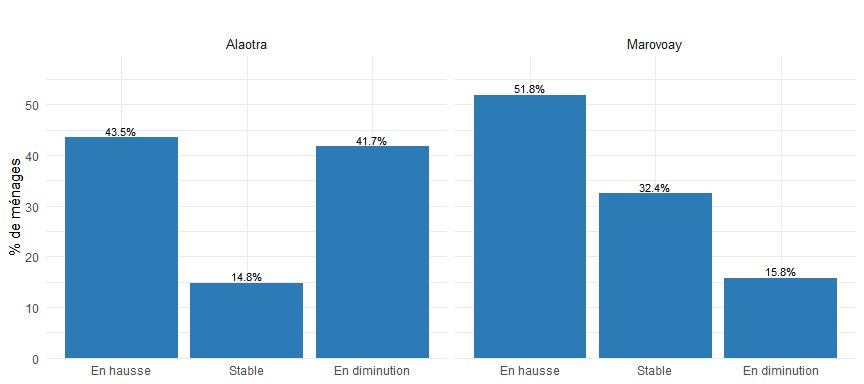 Alaotra
Marovoay
% de ménages
50
40
30
20
10
0
43.5%
14.8%
41.7%
51.8%
32.4%
15.8%
En hausse
Stable
En diminution
En hausse
Stable
En diminution